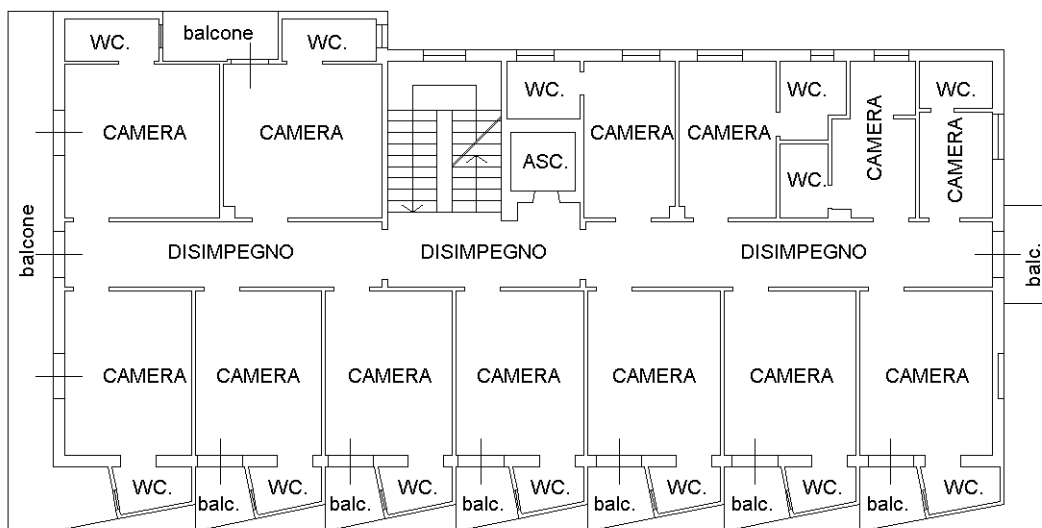 WC. balcone WC.
WC. WC. WC.
CAMERA CAMERA CAMERA CAMERA CAMERA CAMERA
ASC. WC.
balcone
DISIMPEGNO DISIMPEGNO DISIMPEGNO
balc.
CAMERA CAMERA CAMERA CAMERA CAMERA CAMERA CAMERA
WC. balc. WC. balc. WC. balc. WC. balc. WC. balc. WC. balc. WC.